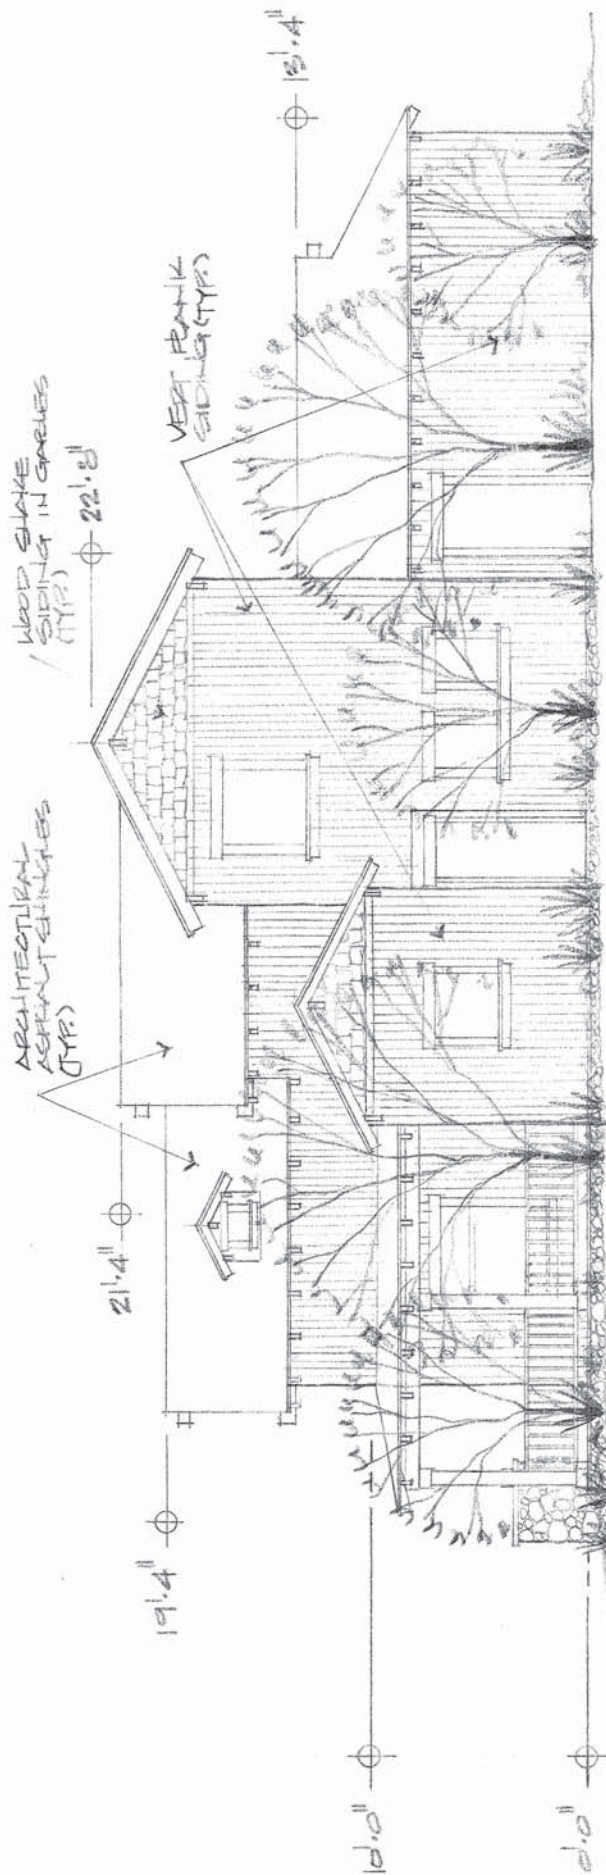 ARCHITECTURAL
ASPHALT SHINGLES
(TYP.)
WOOD SHAKE
SIDING IN GABLES
(TYP.)
VERT PLANK
SIDING (TYP.)
22'.8"
21'.4"
19'.4"
13'.4"
10'.0"
0'.0"